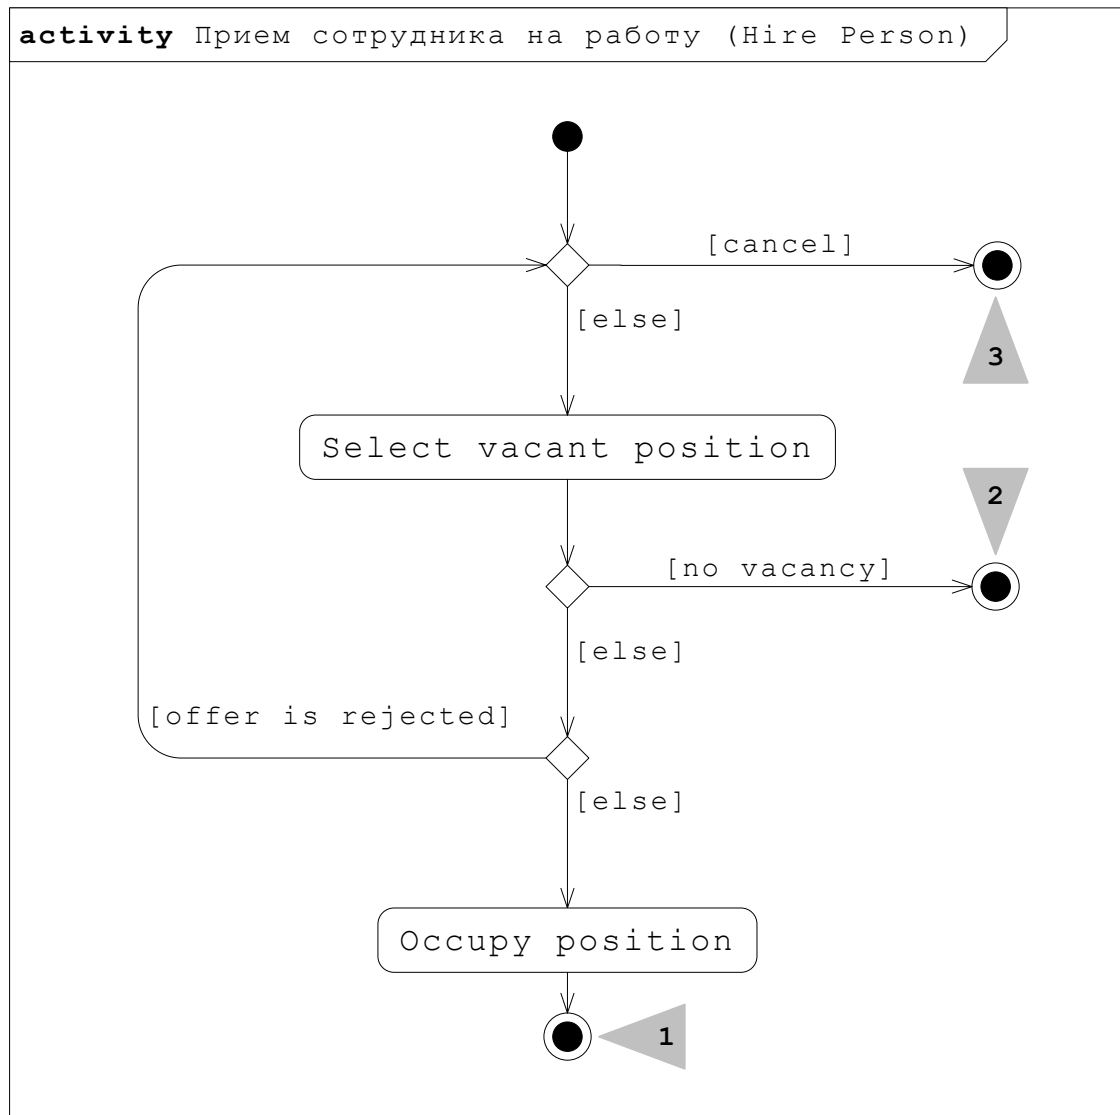 activity Прием сотрудника на работу (Hire Person)
[cancel]
[else]
3
Select vacant position
2
[no vacancy]
[else]
[offer is rejected]
[else]
Occupy position
1